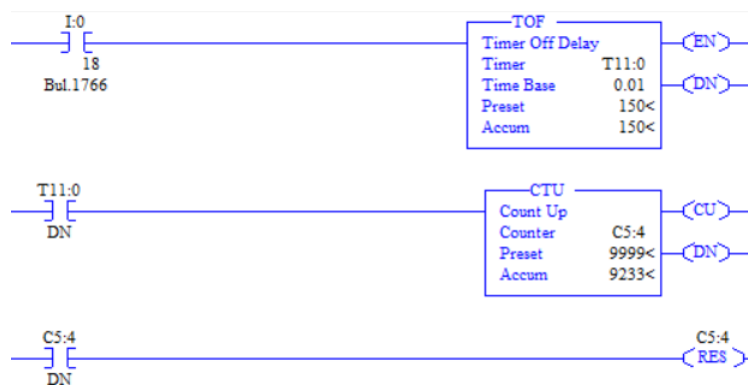 I:0
18
Bul.1766
TOF
Timer Off Delay
Timer T11:0
Time Base 0.01
Preset 150<
Accum 150<
EN
DN
T11:0
DN
CTU
Count Up
Counter C5:4
Preset 9999<
Accum 9233<
CU
DN
C5:4
DN
C5:4
RES